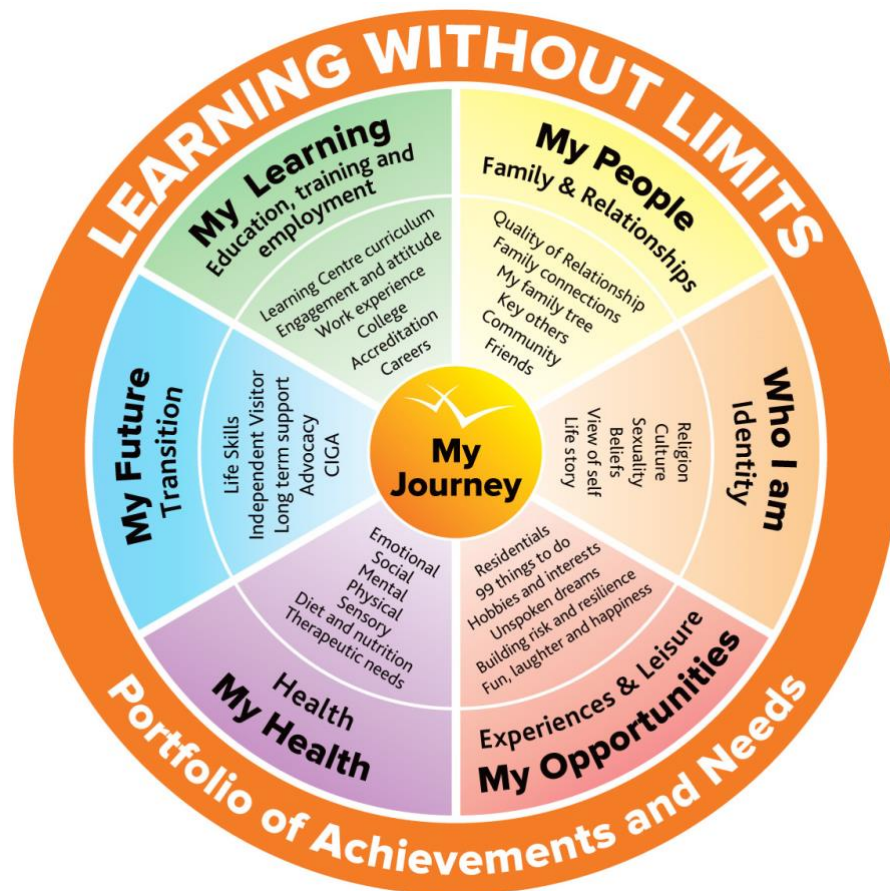 LEARNING WITHOUT LIMITS
My Learning
Education, training and
employment
Learning Centre curriculum
Engagement and attitude
Work experience
College
Accreditation
Careers
My People
Family & Relationships
Quality of Relationship
Family connections
My family tree
Key others
Community
Friends
Who I am
Identity
Religion
Culture
Sexuality
Beliefs
View of self
Life story
Residentials
99 things to do
Hobbies and interests
Unspoken dreams
Building risk and resilience
Fun, laughter and happiness
Experiences & Leisure
My Opportunities
Emotional
Social
Mental
Physical
Sensory
Diet and nutrition
Therapeutic needs
Health
My Health
My Future
Transition
Life Skills
Independent Visitor
Long term support
Advocacy
CIGA
My
Journey
Portfolio of Achievements and Needs